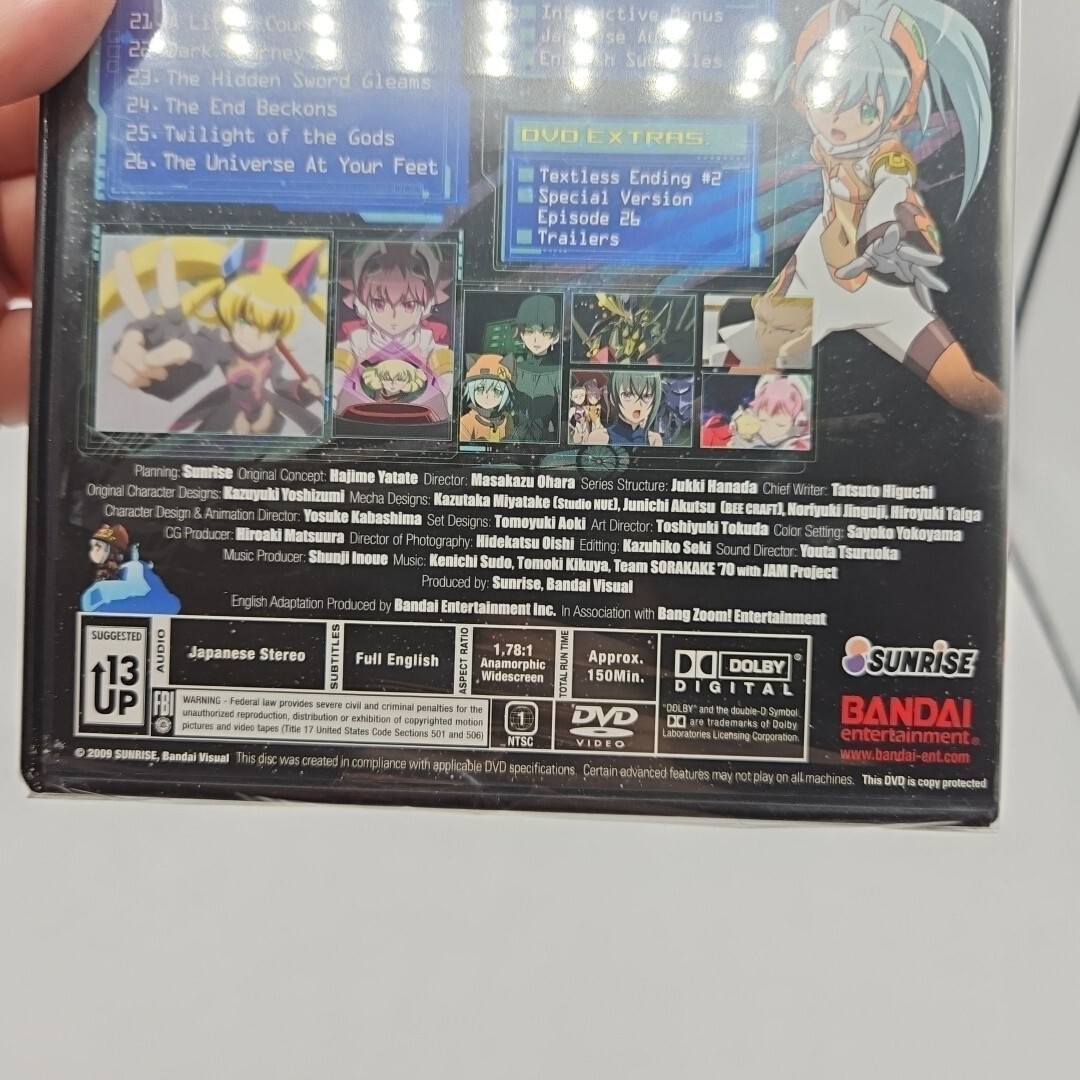 21. A Li
22. Dark Journey
23. The Hidden Sword Gleams
24. The End Beckons
25. Twilight of the Gods
26. The Universe At Your Feet
Interactive Menus
Japanese Au
English Subtitles
DVD EXTRAS:
Textless Ending #2
Special Version
Episode 26
Trailers
Planning: Sunrise Original Concept: Hajime Yatate Director: Masakazu Ohara Series Structure: Jukki Hanada Chief Writer: Tatsuto Higuchi
Original Character Designs: Kazuyuki Yoshizumi Mecha Designs: Kazutaka Miyatake (Studio NUE), Junichi Akutsu (BEE CRAFT), Noriyuki Jinguji, Hiroyuki Taiga
Character Design & Animation Director: Yosuke Kabashima Set Designs: Tomoyuki Aoki Art Director: Toshiyuki Tokuda Color Setting: Sayoko Yokoyama
CG Producer: Hiroaki Matsuura Director of Photography: Hidekatsu Oishi Editing: Kazuhiko Seki Sound Director: Youta Tsuruoka
Music Producer: Shunji Inoue Music: Kenichi Sudo, Tomoki Kikuya, Team SORAKAKE '70 with JAM Project
Produced by: Sunrise, Bandai Visual
English Adaptation Produced by Bandai Entertainment Inc. In Association with Bang Zoom! Entertainment
SUGGESTED
13
UP
AUDIO
Japanese Stereo
SUBTITLES
Full English
ASPECT RATIO
1.78:1
Anamorphic
Widescreen
TOTAL RUN TIME
Approx.
150Min.
DOLBY®
DIGITAL
"DOLBY" and the double-D Symbol
are trademarks of Dolby
Laboratories Licensing Corporation.
FBI
WARNING - Federal law provides severe civil and criminal penalties for the
unauthorized reproduction, distribution or exhibition of copyrighted motion
pictures and video tapes (Title 17 United States Code Sections 501 and 506)
1
NTSC
DVD
VIDEO
SUNRISE
BANDAI
entertainment®
www.bandai-ent.com
© 2009 SUNRISE, Bandai Visual This disc was created in compliance with applicable DVD specifications. Certain advanced features may not play on all machines. This DVD is copy protected